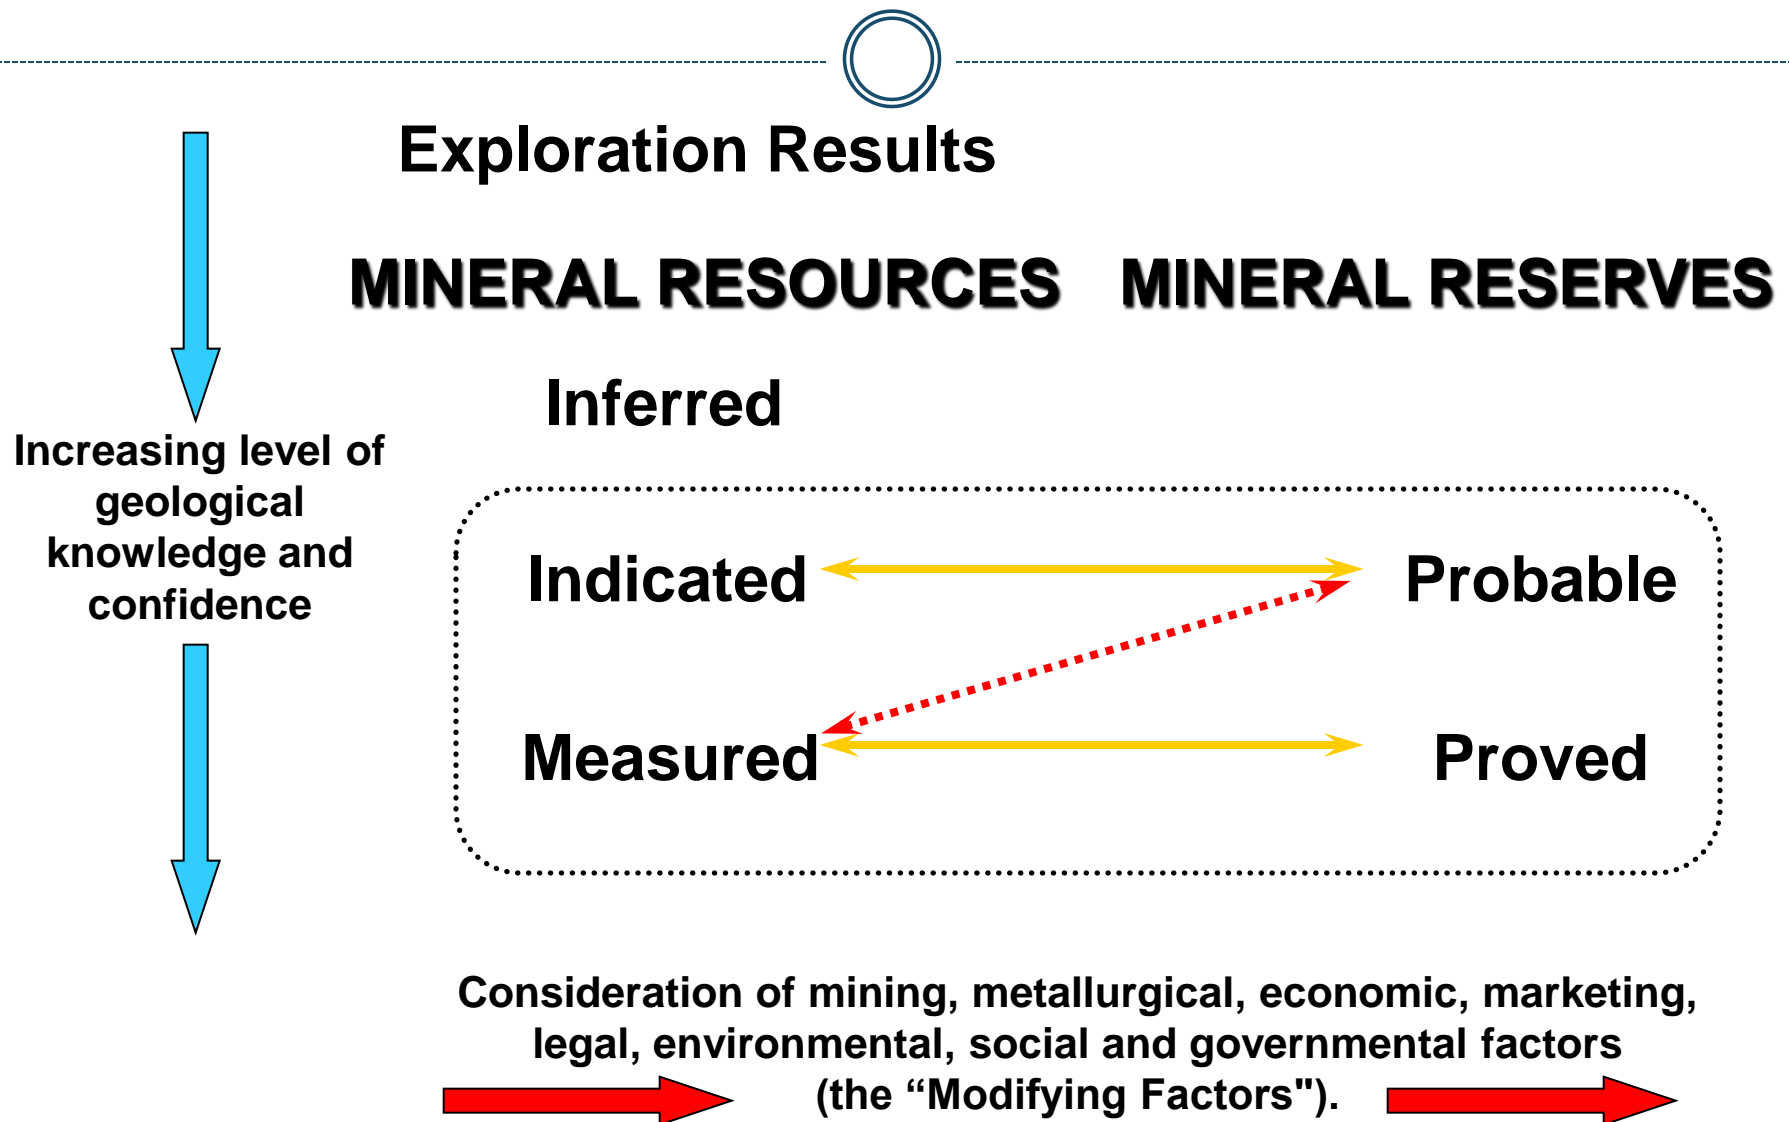 Exploration Results
MINERAL RESOURCES MINERAL RESERVES
Inferred
Increasing level of
geological
knowledge and
confidence
Indicated Probable
Measured Proved
Consideration of mining, metallurgical, economic, marketing,
legal, environmental, social and governmental factors
(the “Modifying Factors").